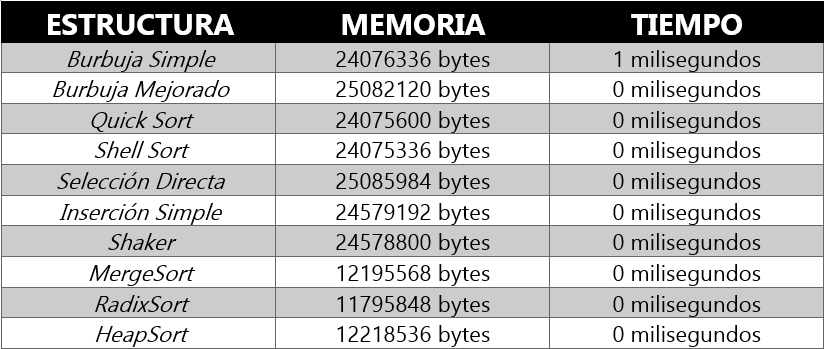 ESTRUCTURA MEMORIA TIEMPO
Burbuja Simple 24076336 bytes 1 milisegundos
Burbuja Mejorado 25082120 bytes 0 milisegundos
Quick Sort 24075600 bytes 0 milisegundos
Shell Sort 24075336 bytes 0 milisegundos
Selección Directa 25085984 bytes 0 milisegundos
Inserción Simple 24579192 bytes 0 milisegundos
Shaker 24578800 bytes 0 milisegundos
MergeSort 12195568 bytes 0 milisegundos
RadixSort 11795848 bytes 0 milisegundos
HeapSort 12218536 bytes 0 milisegundos